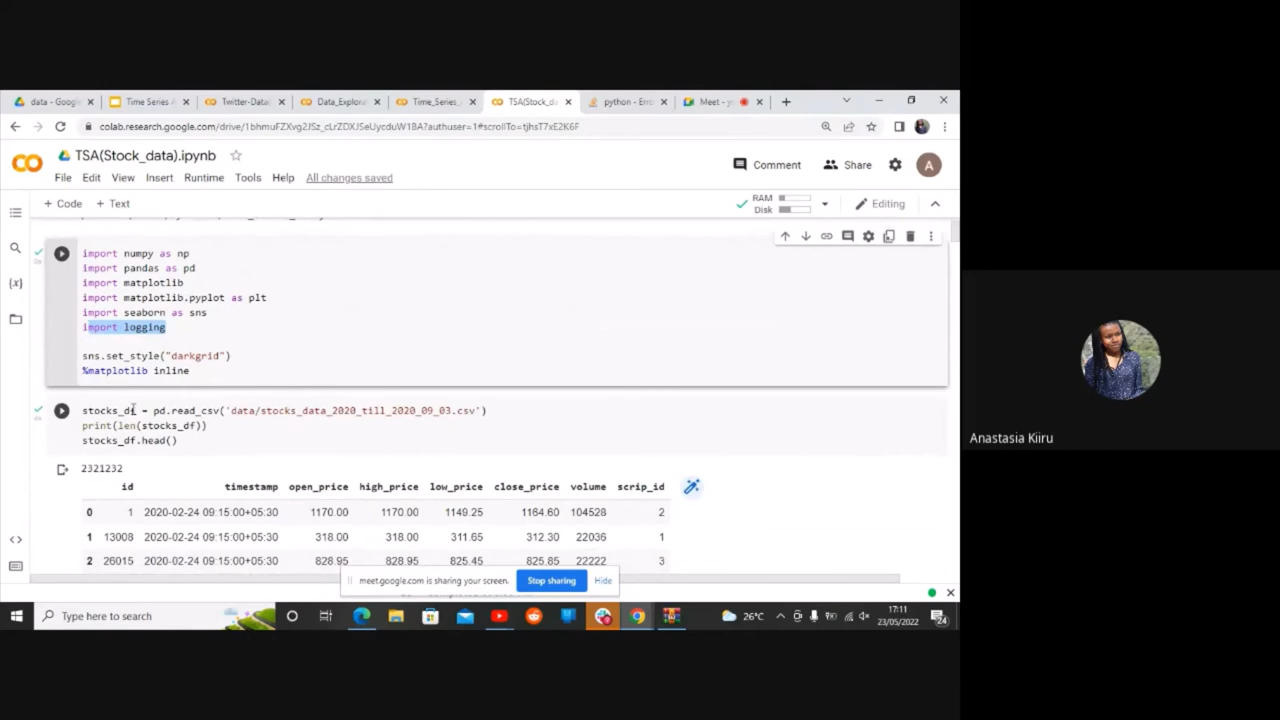 data - Google
Time Series A
Twitter-Data(
Data_Explora
Time_Series_
TSA(Stock_da
python - Erro
Meet - y
colab.research.google.com/drive/1bhmuFZXvg2JSz_cLrZDXJSeUycduW1BA?authuser=1#scrollTo=tjhsT7xE2K6F
TSA(Stock_data).ipynb
Comment
Share
A
File Edit View Insert Runtime Tools Help All changes saved
+ Code + Text
RAM
Disk
Editing
import numpy as np
import pandas as pd
import matplotlib
import matplotlib.pyplot as plt
import seaborn as sns
import logging
sns.set_style("darkgrid")
%matplotlib inline
stocks_df = pd.read_csv('data/stocks_data_2020_till_2020_09_03.csv')
print(len(stocks_df))
stocks_df.head()
2321232
id timestamp open_price high_price low_price close_price volume scrip_id
0 1 2020-02-24 09:15:00+05:30 1170.00 1170.00 1149.25 1164.60 104528 2
1 13008 2020-02-24 09:15:00+05:30 318.00 318.00 311.65 312.30 22036 1
2 26015 2020-02-24 09:15:00+05:30 828.95 828.95 825.45 825.85 22222 3
meet.google.com is sharing your screen.
Stop sharing
Hide
Type here to search
26°C
17:11
23/05/2022
24
Anastasia Kiiru